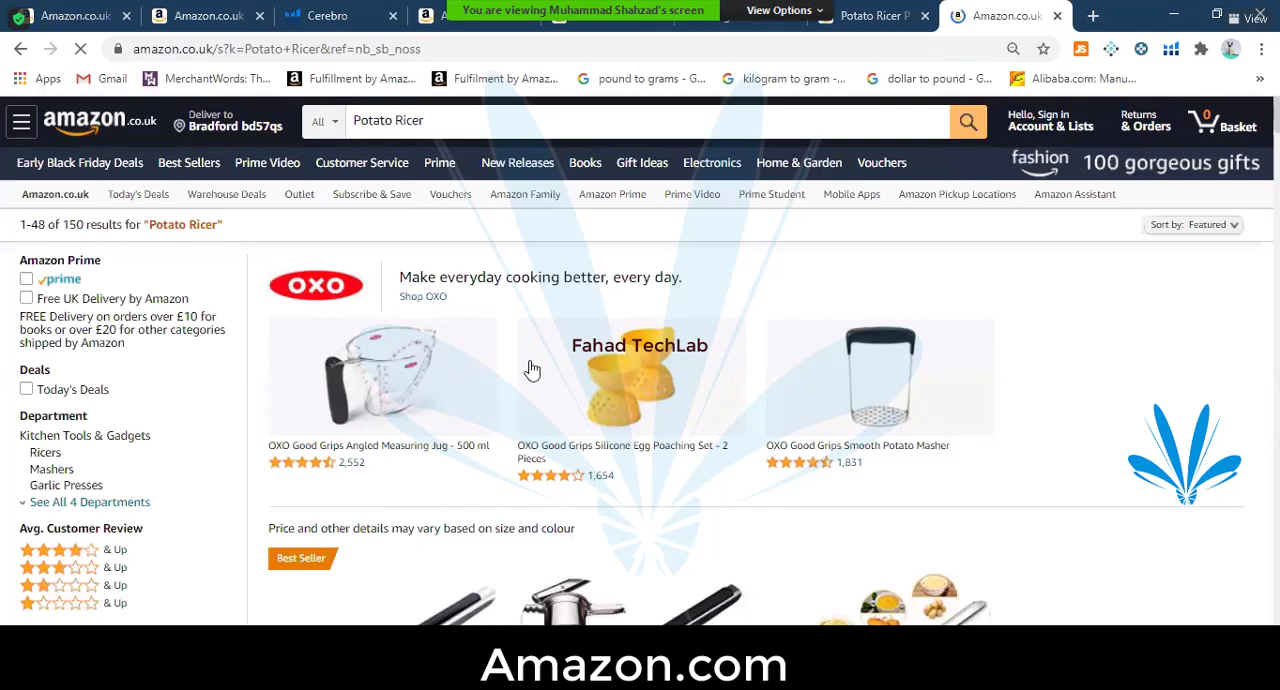 Amazon.co.uk
Amazon.co.uk
Cerebro
You are viewing Muhammad Shahzad's screen
View Options
Potato Ricer P
Amazon.co.uk
View
amazon.co.uk/s?k=Potato+Ricer&ref=nb_sb_noss
Apps
Gmail
MerchantWords: Th...
Fulfillment by Amaz...
Fulfilment by Amaz...
pound to grams - G...
kilogram to gram -...
dollar to pound - G...
Alibaba.com: Manu...
amazon.co.uk
Deliver to
Bradford bd57qs
All
Potato Ricer
Hello, Sign in
Account & Lists
Returns
& Orders
0
Basket
Early Black Friday Deals
Best Sellers
Prime Video
Customer Service
Prime
New Releases
Books
Gift Ideas
Electronics
Home & Garden
Vouchers
fashion
100 gorgeous gifts
Amazon.co.uk
Today's Deals
Warehouse Deals
Outlet
Subscribe & Save
Vouchers
Amazon Family
Amazon Prime
Prime Video
Prime Student
Mobile Apps
Amazon Pickup Locations
Amazon Assistant
1-48 of 150 results for "Potato Ricer"
Sort by: Featured
Amazon Prime
prime
Free UK Delivery by Amazon
FREE Delivery on orders over £10 for
books or over £20 for other categories
shipped by Amazon
Deals
Today's Deals
Department
Kitchen Tools & Gadgets
Ricers
Mashers
Garlic Presses
See All 4 Departments
Avg. Customer Review
& Up
& Up
& Up
& Up
OXO
Make everyday cooking better, every day.
Shop OXO
Fahad TechLab
OXO Good Grips Angled Measuring Jug - 500 ml
2,552
OXO Good Grips Silicone Egg Poaching Set - 2
Pieces
1,654
OXO Good Grips Smooth Potato Masher
1,831
Price and other details may vary based on size and colour
Best Seller
Amazon.com